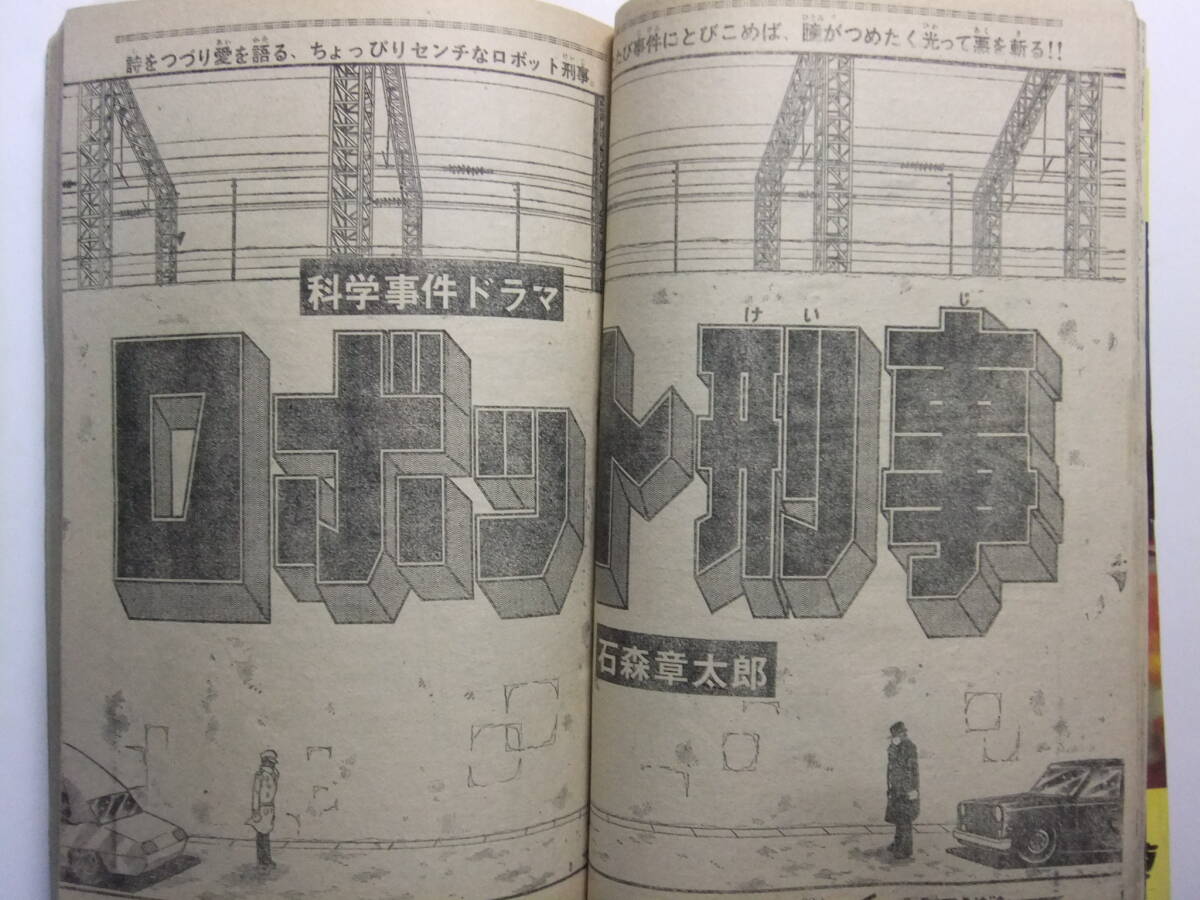 詩をつづり愛を語る、ちょっぴりセンチなロボット刑事。
たび事件にとびこめば、瞳がつめたく光って悪を斬る!!
科学事件ドラマ
ロボット刑事
けいじ
石森章太郎